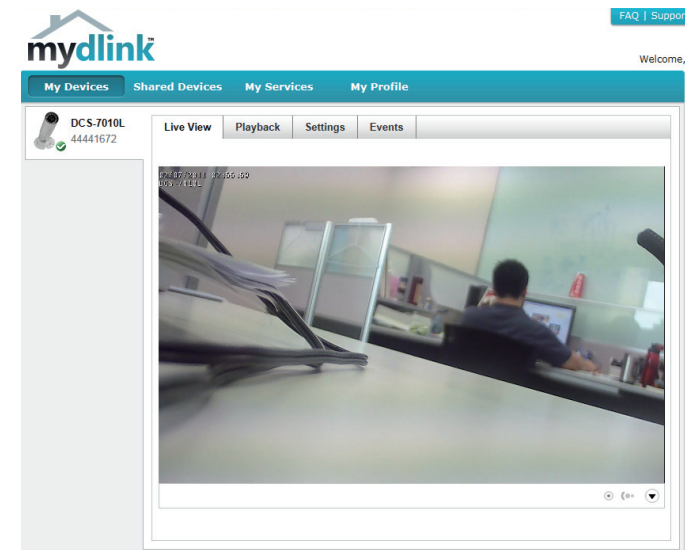 FAQ | Suppor
mydlink™
Welcome,
My Devices Shared Devices My Services My Profile
DCS-7010L
44441672
Live View Playback Settings Events